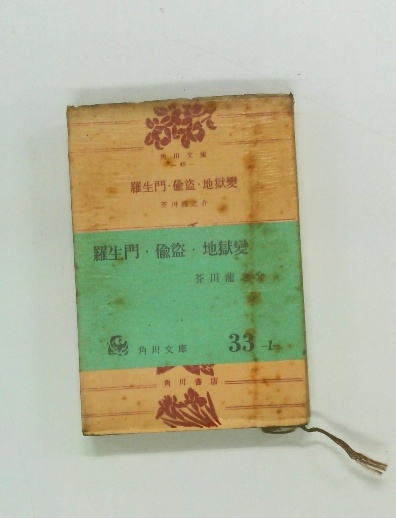 角川文庫
羅生門・偸盗・地獄變
芥川龍之介
羅生門・偸盗・地獄變
芥川龍之介
角川文庫 33-1-
角川書店